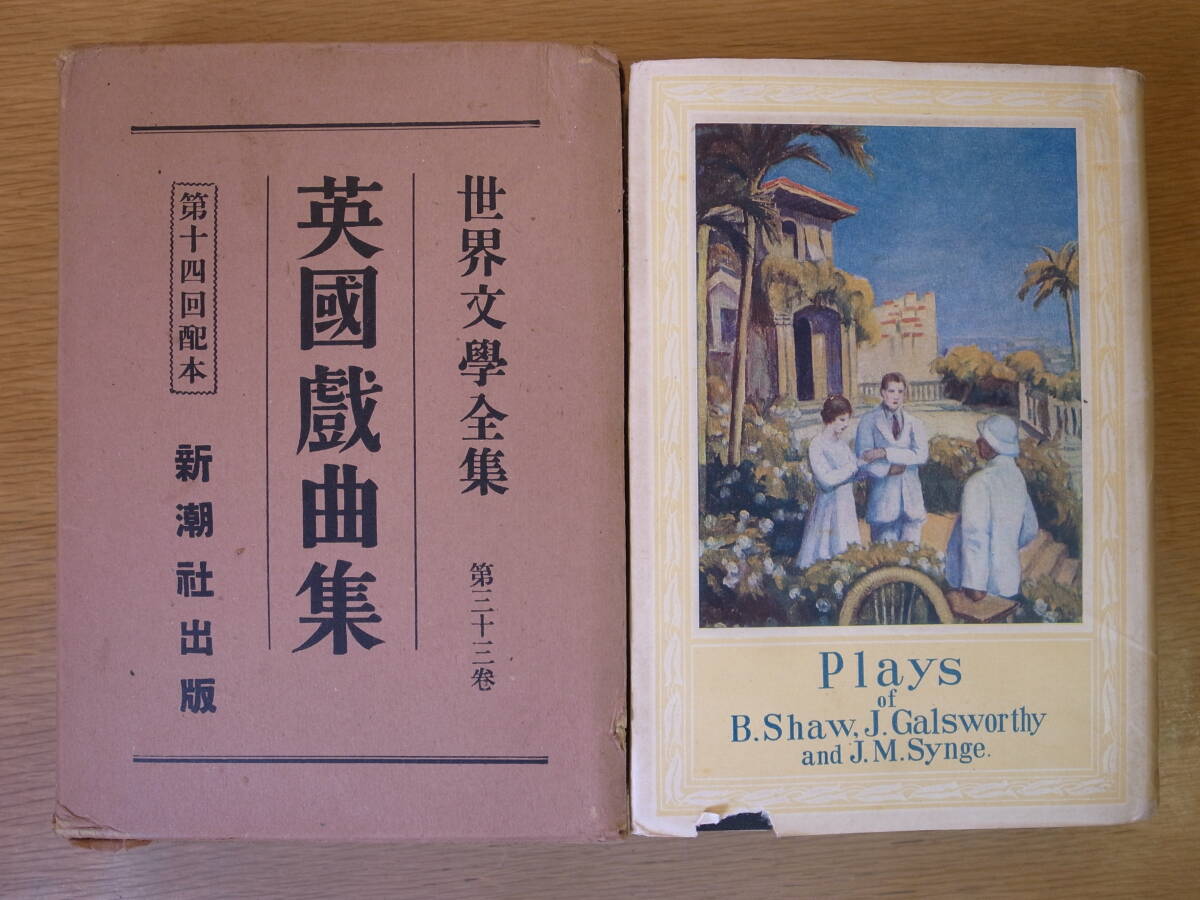 世界文學全集 第三十三卷
英國戲曲集
第十四回配本
新潮社出版
Plays
of
B. Shaw, J. Galsworthy
and J. M. Synge.